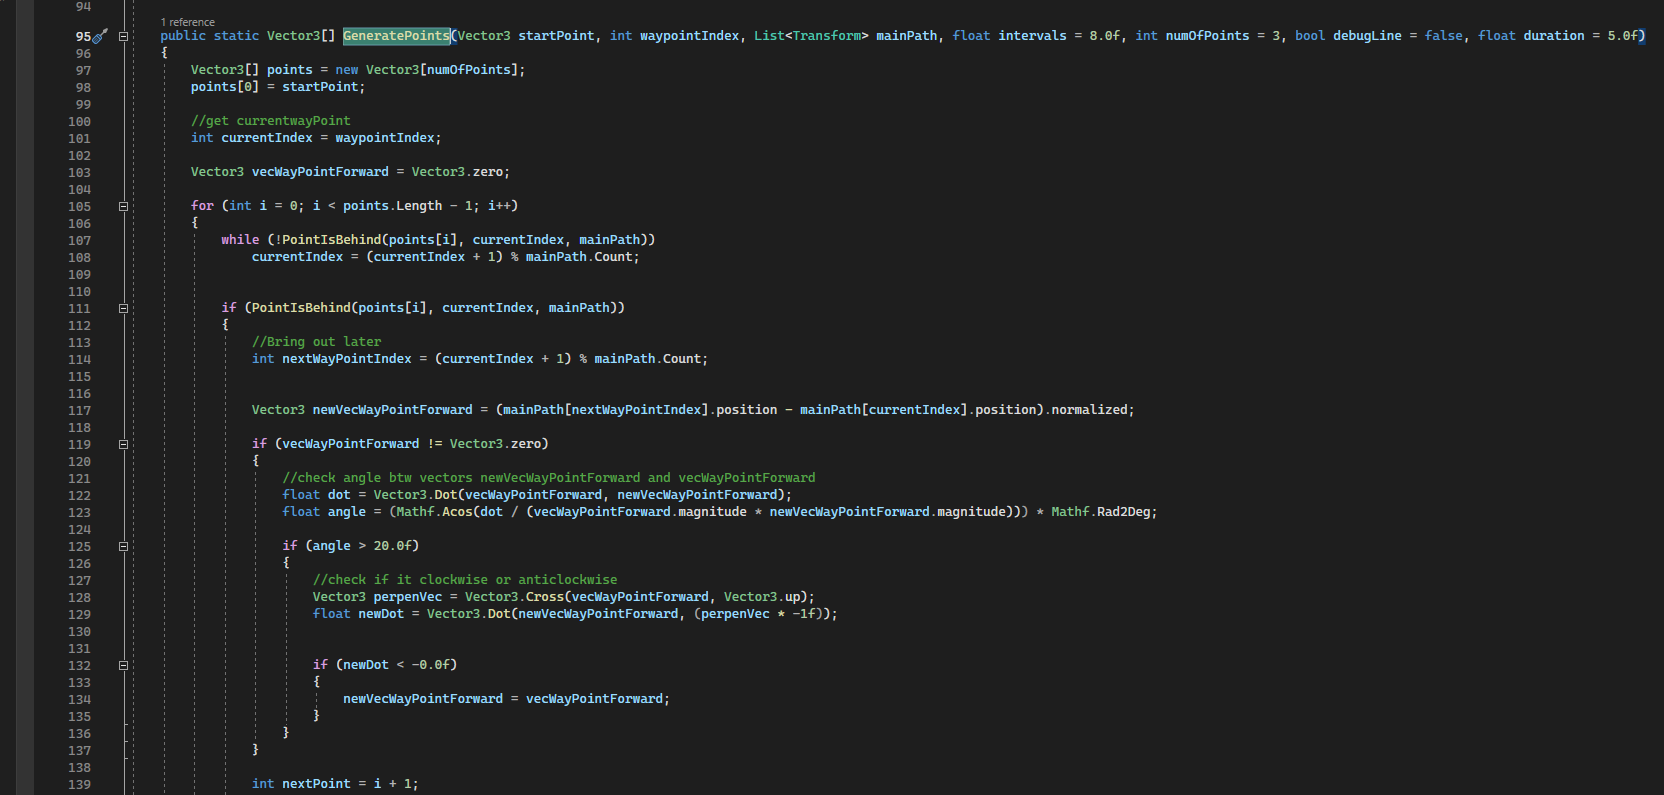 94
1 reference
95 public static Vector3[] GeneratePoints(Vector3 startPoint, int waypointIndex, List<Transform> mainPath, float intervals = 8.0f, int numOfPoints = 3, bool debugLine = false, float duration = 5.0f)
96 {
97 Vector3[] points = new Vector3[numOfPoints];
98 points[0] = startPoint;
99
100 //get currentwayPoint
101 int currentIndex = waypointIndex;
102
103 Vector3 vecWayPointForward = Vector3.zero;
104
105 for (int i = 0; i < points.Length - 1; i++)
106 {
107 while (!PointIsBehind(points[i], currentIndex, mainPath))
108 currentIndex = (currentIndex + 1) % mainPath.Count;
109
110
111 if (PointIsBehind(points[i], currentIndex, mainPath))
112 {
113 //Bring out later
114 int nextWayPointIndex = (currentIndex + 1) % mainPath.Count;
115
116
117 Vector3 newVecWayPointForward = (mainPath[nextWayPointIndex].position - mainPath[currentIndex].position).normalized;
118
119 if (vecWayPointForward != Vector3.zero)
120 {
121 //check angle btw vectors newVecWayPointForward and vecWayPointForward
122 float dot = Vector3.Dot(vecWayPointForward, newVecWayPointForward);
123 float angle = (Mathf.Acos(dot / (vecWayPointForward.magnitude * newVecWayPointForward.magnitude))) * Mathf.Rad2Deg;
124
125 if (angle > 20.0f)
126 {
127 //check if it clockwise or anticlockwise
128 Vector3 perpenVec = Vector3.Cross(vecWayPointForward, Vector3.up);
129 float newDot = Vector3.Dot(newVecWayPointForward, (perpenVec * -1f));
130
131
132 if (newDot < -0.0f)
133 {
134 newVecWayPointForward = vecWayPointForward;
135 }
136 }
137 }
138
139 int nextPoint = i + 1;